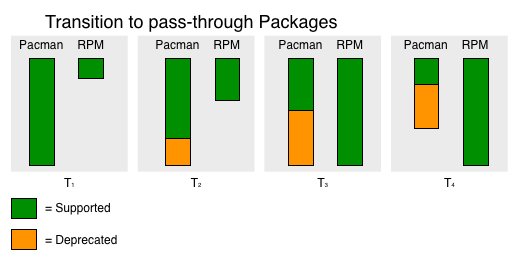 Transition to pass-through Packages
Pacman RPM Pacman RPM Pacman RPM Pacman RPM
T₁ T₂ T₃ T₄
= Supported
= Deprecated